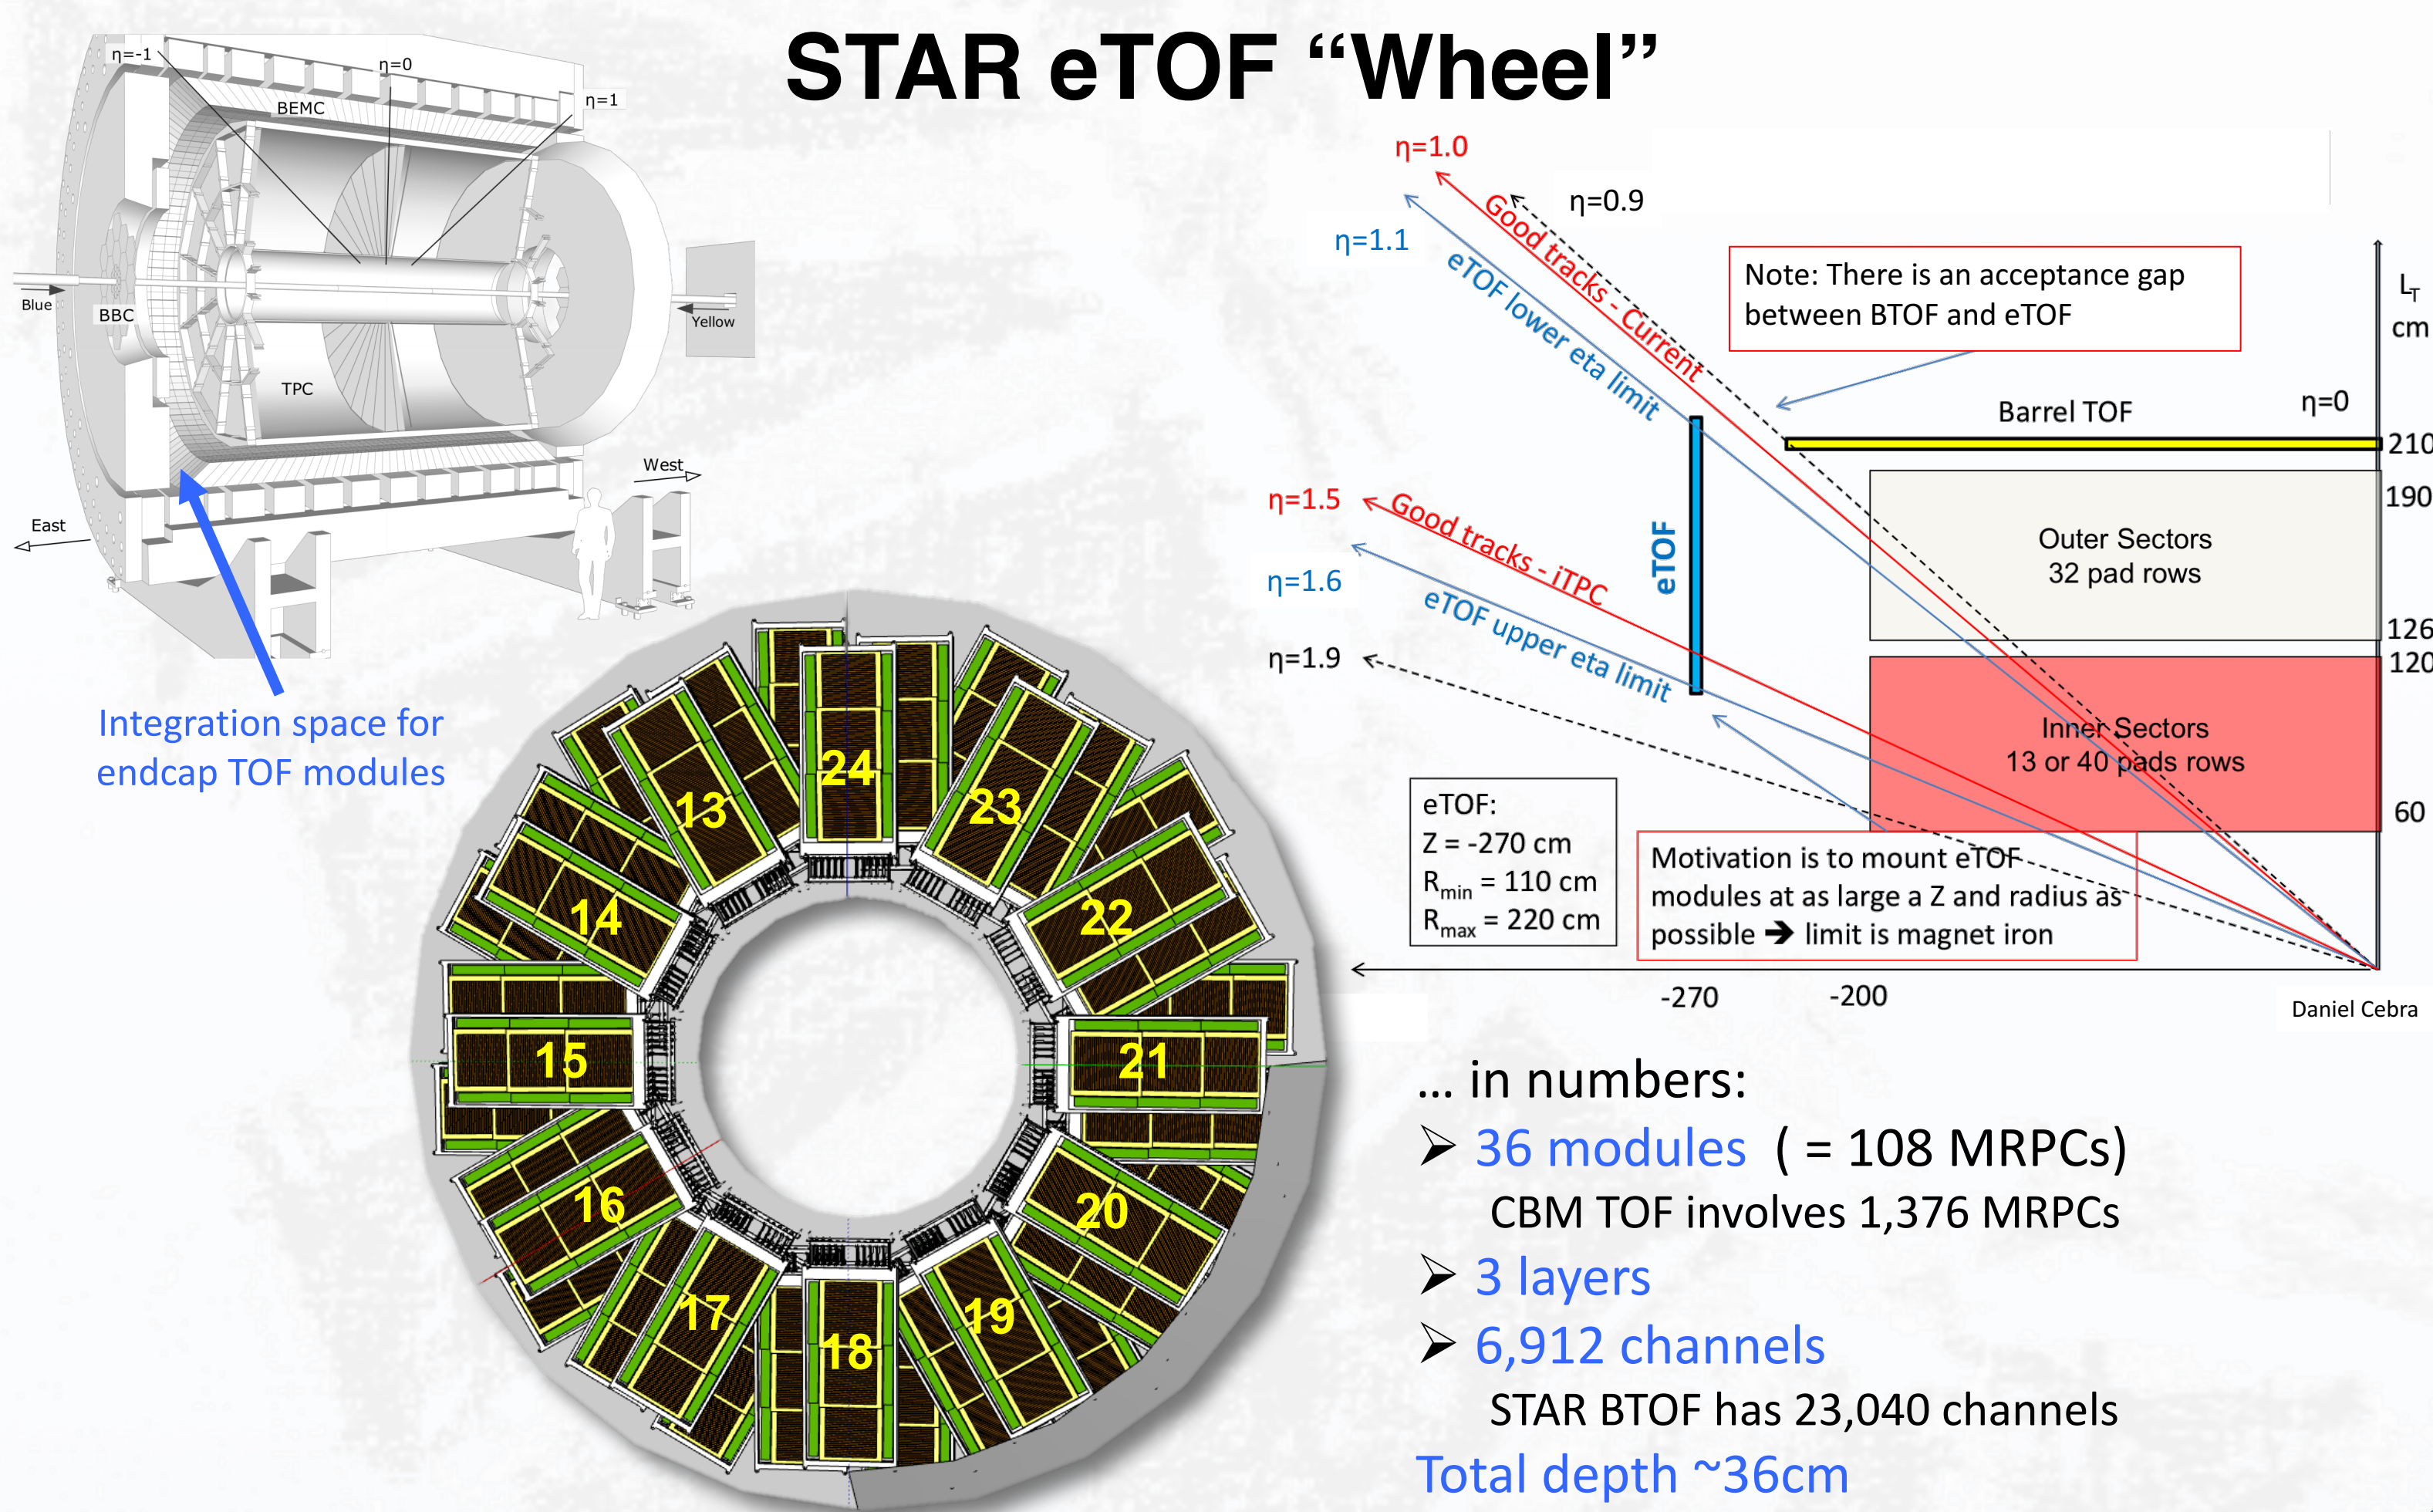 STAR eTOF “Wheel”
η=-1
η=0
η=1
BEMC
Blue
BBC
Yellow
TPC
West
East
Integration space for
endcap TOF modules
η=1.0
η=0.9
η=1.1
Good tracks - Current
eTOF lower eta limit
Note: There is an acceptance gap
between BTOF and eTOF
LT
cm
Barrel TOF
η=0
210
190
Outer Sectors
32 pad rows
126
120
η=1.5
Good tracks - iTPC
eTOF
η=1.6
eTOF upper eta limit
η=1.9
Inner Sectors
13 or 40 pads rows
60
eTOF:
Z = -270 cm
Rmin = 110 cm
Rmax = 220 cm
Motivation is to mount eTOF
modules at as large a Z and radius as
possible ➔ limit is magnet iron
-270
-200
Daniel Cebra
24
13
23
14
22
15
21
16
20
17
19
18
... in numbers:
➢ 36 modules ( = 108 MRPCs)
CBM TOF involves 1,376 MRPCs
➢ 3 layers
➢ 6,912 channels
STAR BTOF has 23,040 channels
Total depth ~36cm